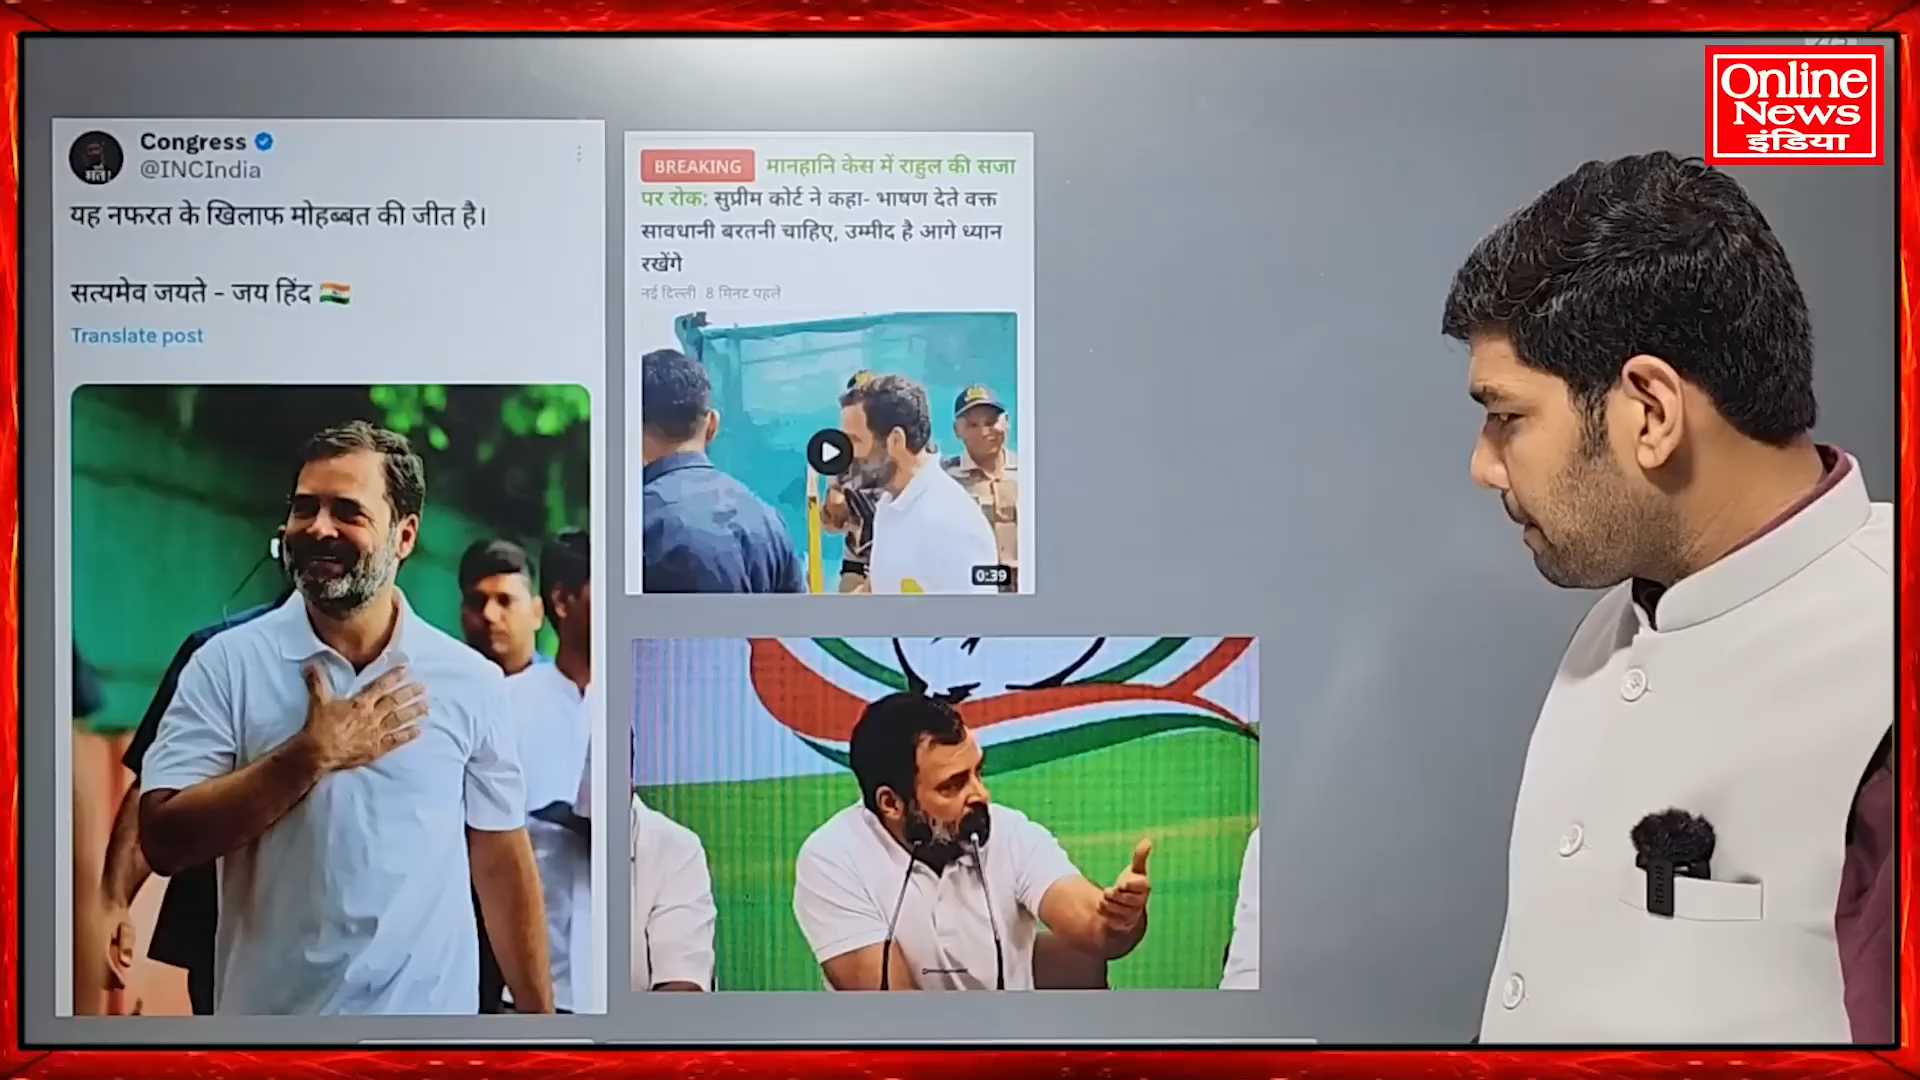 Online
News
इंडिया
Congress
@INCIndia
यह नफरत के खिलाफ मोहब्बत की जीत है।
सत्यमेव जयते - जय हिंद
Translate post
BREAKING मानहानि केस में राहुल की सजा
पर रोक: सुप्रीम कोर्ट ने कहा- भाषण देते वक्त
सावधानी बरतनी चाहिए, उम्मीद है आगे ध्यान
रखेंगे
नई दिल्ली 8 मिनट पहले
0:39